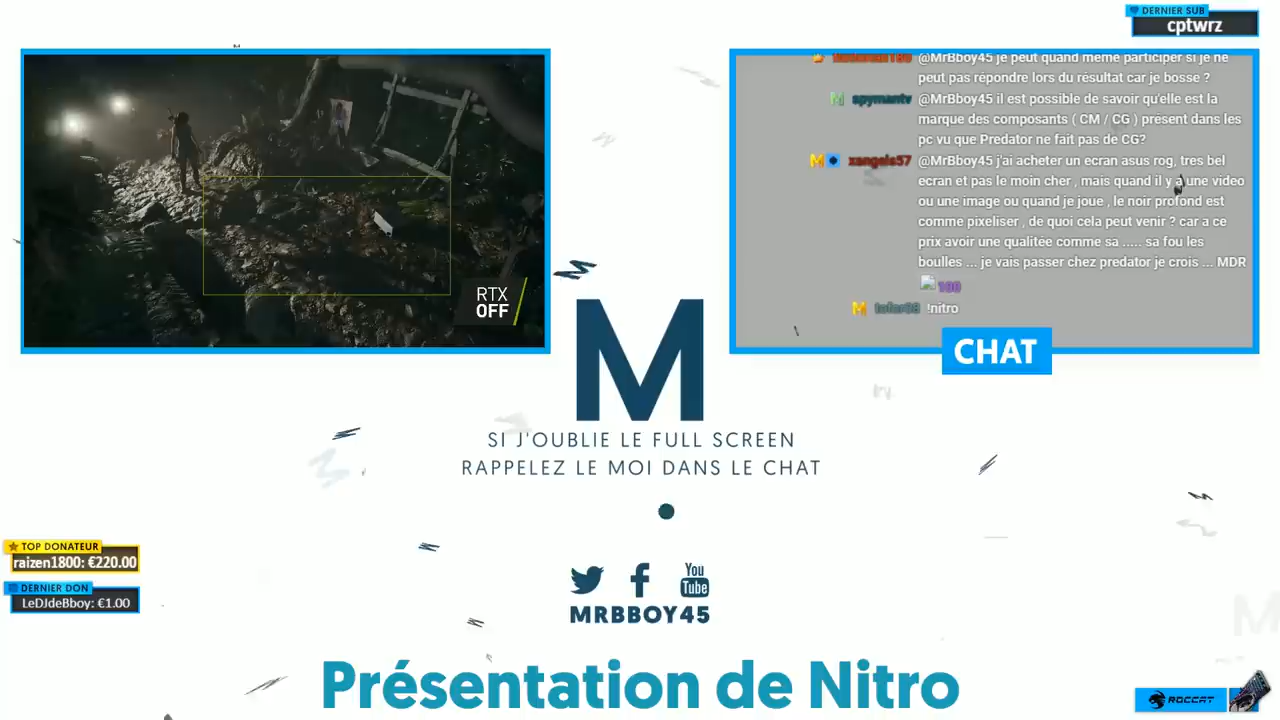 DERNIER SUB
cptwrz
@MrBboy45 je peut quand même participer si je ne
peut pas répondre lors du résultat car je bosse ?
spymantv @MrBboy45 il est possible de savoir qu'elle est la
marque des composants ( CM / CG ) présent dans les
pc vu que Predator ne fait pas de CG?
xangels57 @MrBboy45 j'ai acheter un ecran asus rog, tres bel
ecran et pas le moin cher , mais quand il y a une video
ou une image ou quand je joue , le noir profond est
comme pixeliser , de quoi cela peut venir ? car a ce
prix avoir une qualitée comme sa ..... sa fou les
boulles ... je vais passer chez predator je crois ... MDR
100
!nitro
CHAT
RTX
OFF
M
SI J'OUBLIE LE FULL SCREEN
RAPPELEZ LE MOI DANS LE CHAT
TOP DONATEUR
raizen1800: €220.00
DERNIER DON
LeDJdeBboy: €1.00
You
Tube
MRBBOY45
Présentation de Nitro
ROCCAT